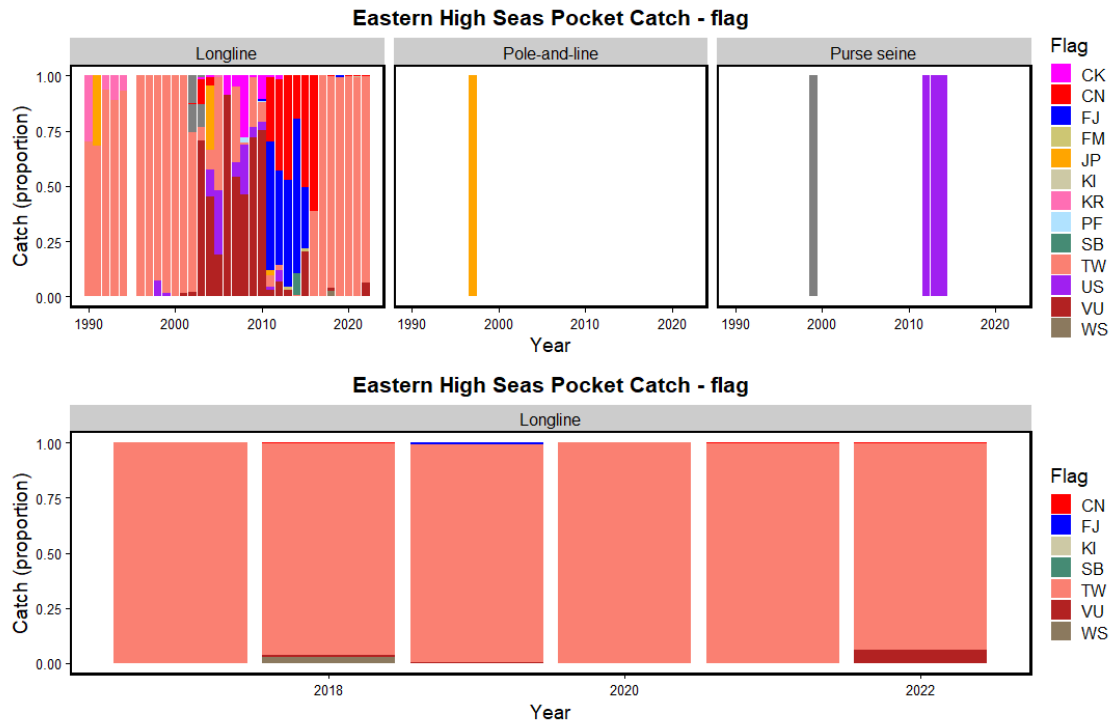 Eastern High Seas Pocket Catch - flag
Longline
Pole-and-line
Purse seine
Catch (proportion)
1.00
0.75
0.50
0.25
0.00
1990
2000
2010
2020
1990
2000
2010
2020
1990
2000
2010
2020
Year
Flag
CK
CN
FJ
FM
JP
KI
KR
PF
SB
TW
US
VU
WS
Eastern High Seas Pocket Catch - flag
Longline
Catch (proportion)
1.00
0.75
0.50
0.25
0.00
2018
2020
2022
Year
Flag
CN
FJ
KI
SB
TW
VU
WS